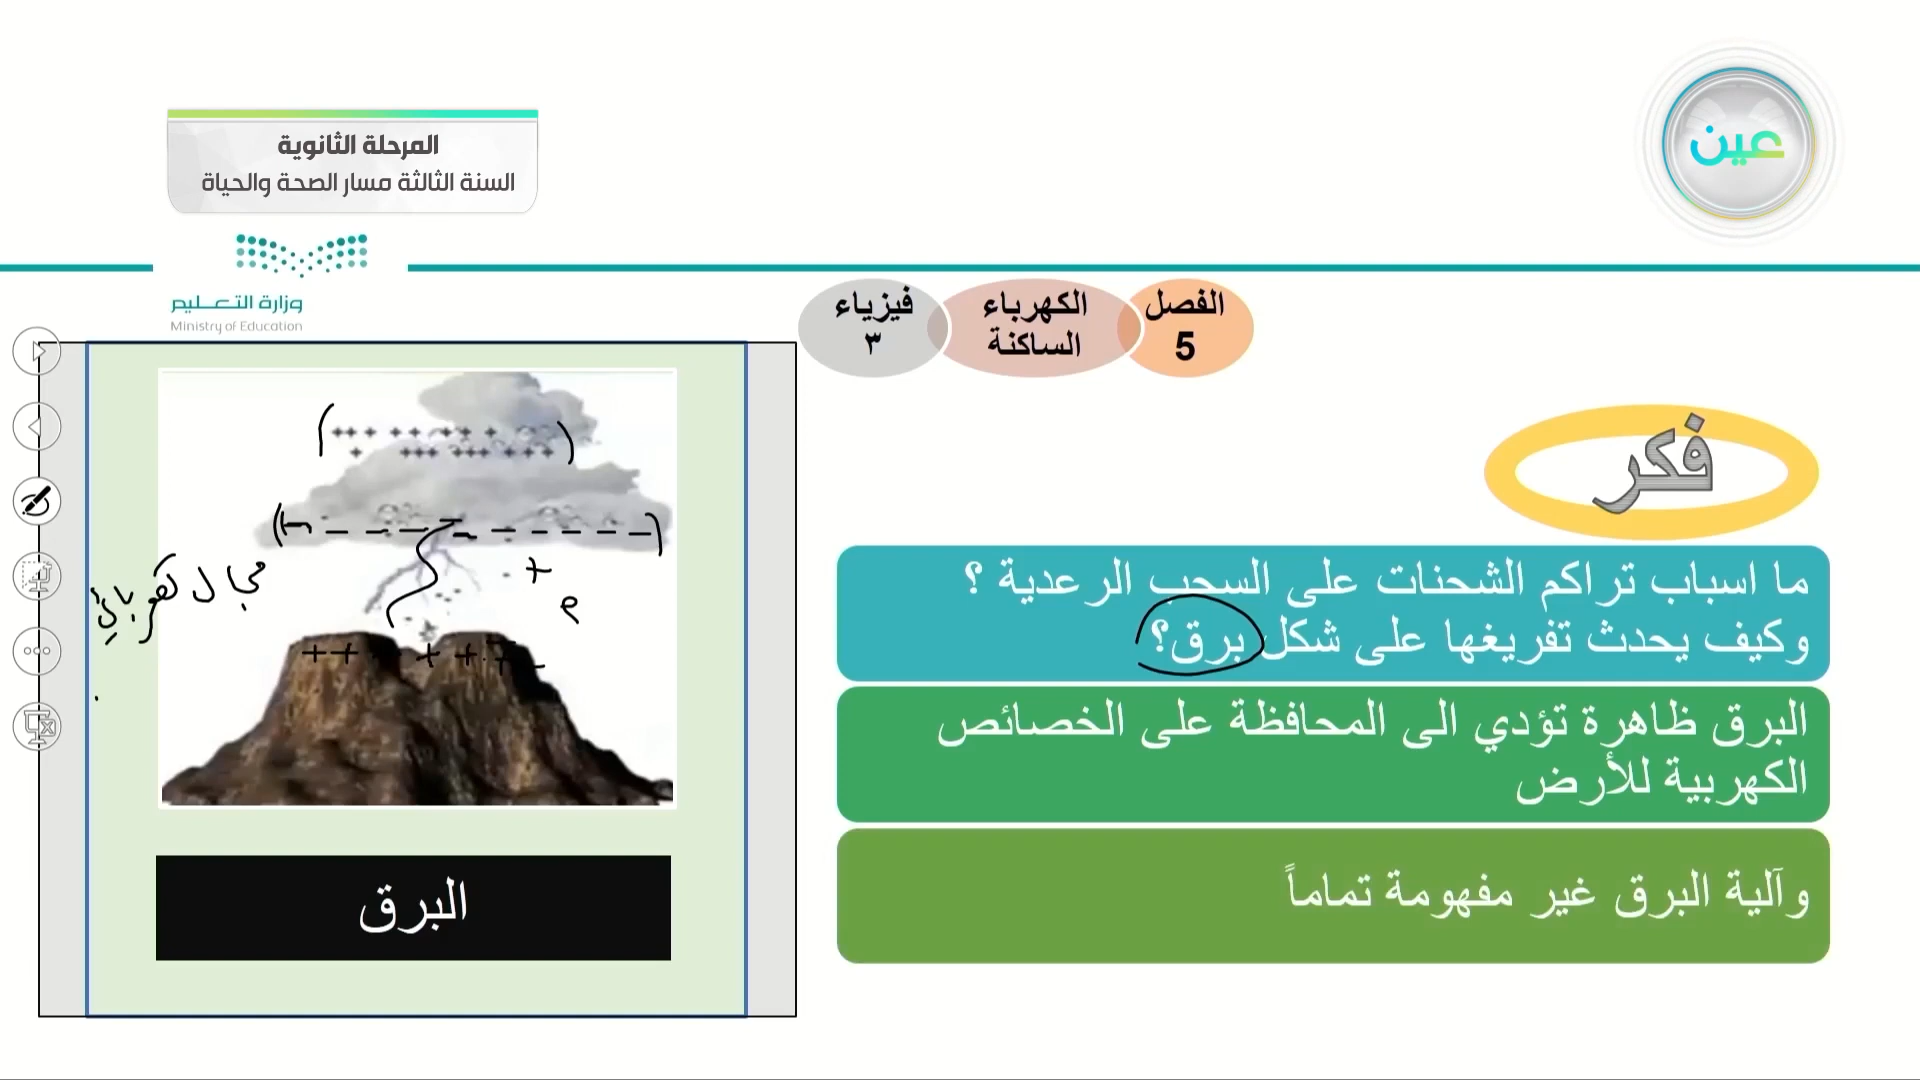 عين
المرحلة الثانوية
السنة الثالثة مسار الصحة والحياة
وزارة التعليم
Ministry of Education
الفصل
5
الكهرباء
الساكنة
فيزياء
٣
فكر
ما اسباب تراكم الشحنات على السحب الرعدية ؟
وكيف يحدث تفريغها على شكل برق؟
البرق ظاهرة تؤدي الى المحافظة على الخصائص
الكهربية للأرض
وآلية البرق غير مفهومة تماماً
مجال كهربائي
البرق